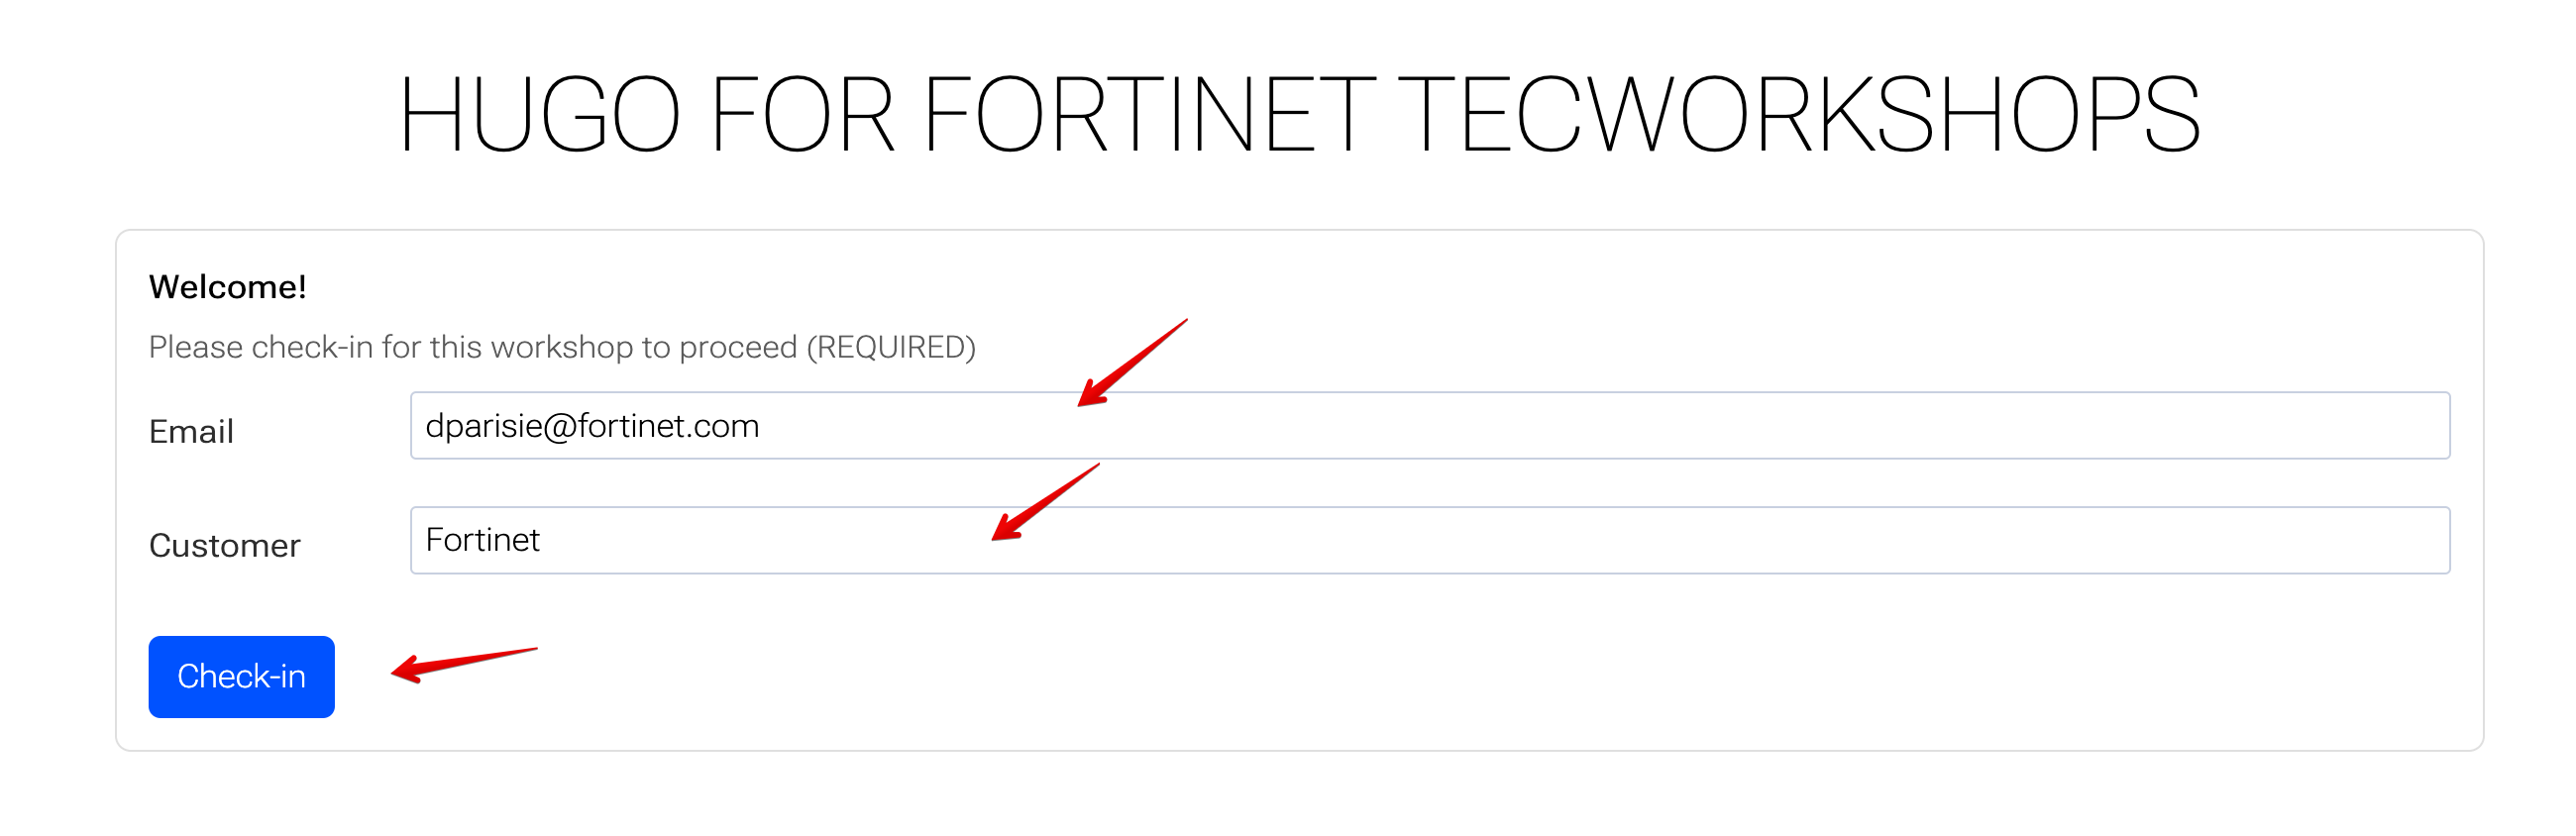 HUGO FOR FORTINET TECWORKSHOPS
Welcome!
Please check-in for this workshop to proceed (REQUIRED)
Email dparisie@fortinet.com
Customer Fortinet
Check-in